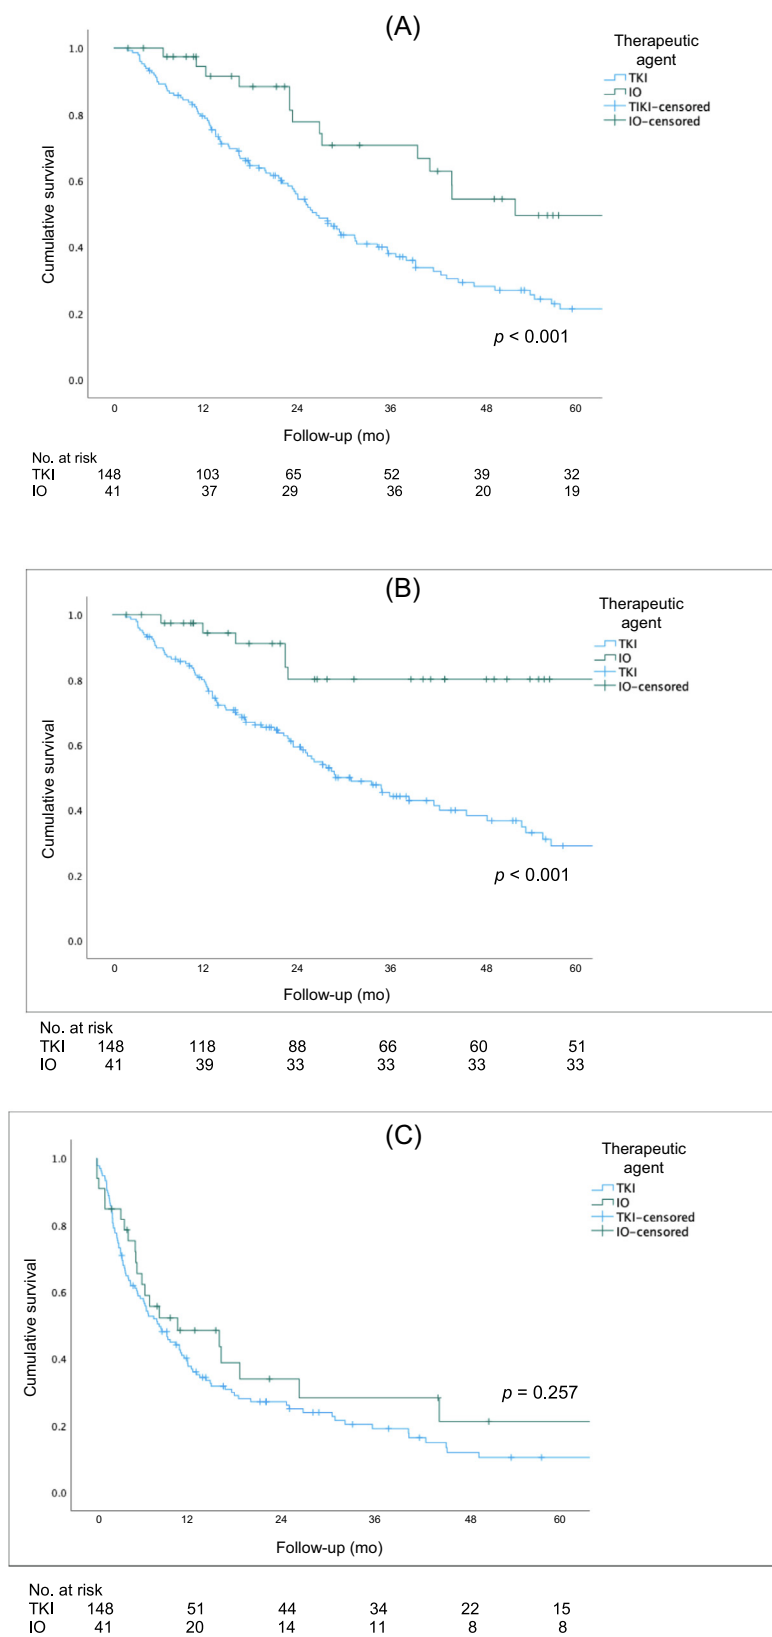 (A)
Therapeutic
agent
TKI
IO
TIKI-censored
IO-censored
1.0
0.8
0.6
0.4
0.2
0.0
Cumulative survival
p < 0.001
0 12 24 36 48 60
Follow-up (mo)
No. at risk
TKI 148 103 65 52 39 32
IO 41 37 29 36 20 19
(B)
Therapeutic
agent
TKI
IO
TKI
IO-censored
1.0
0.8
0.6
0.4
0.2
0.0
Cumulative survival
p < 0.001
0 12 24 36 48 60
Follow-up (mo)
No. at risk
TKI 148 118 88 66 60 51
IO 41 39 33 33 33 33
(C)
Therapeutic
agent
TKI
IO
TKI-censored
IO-censored
1.0
0.8
0.6
0.4
0.2
0.0
Cumulative survival
p = 0.257
0 12 24 36 48 60
Follow-up (mo)
No. at risk
TKI 148 51 44 34 22 15
IO 41 20 14 11 8 8